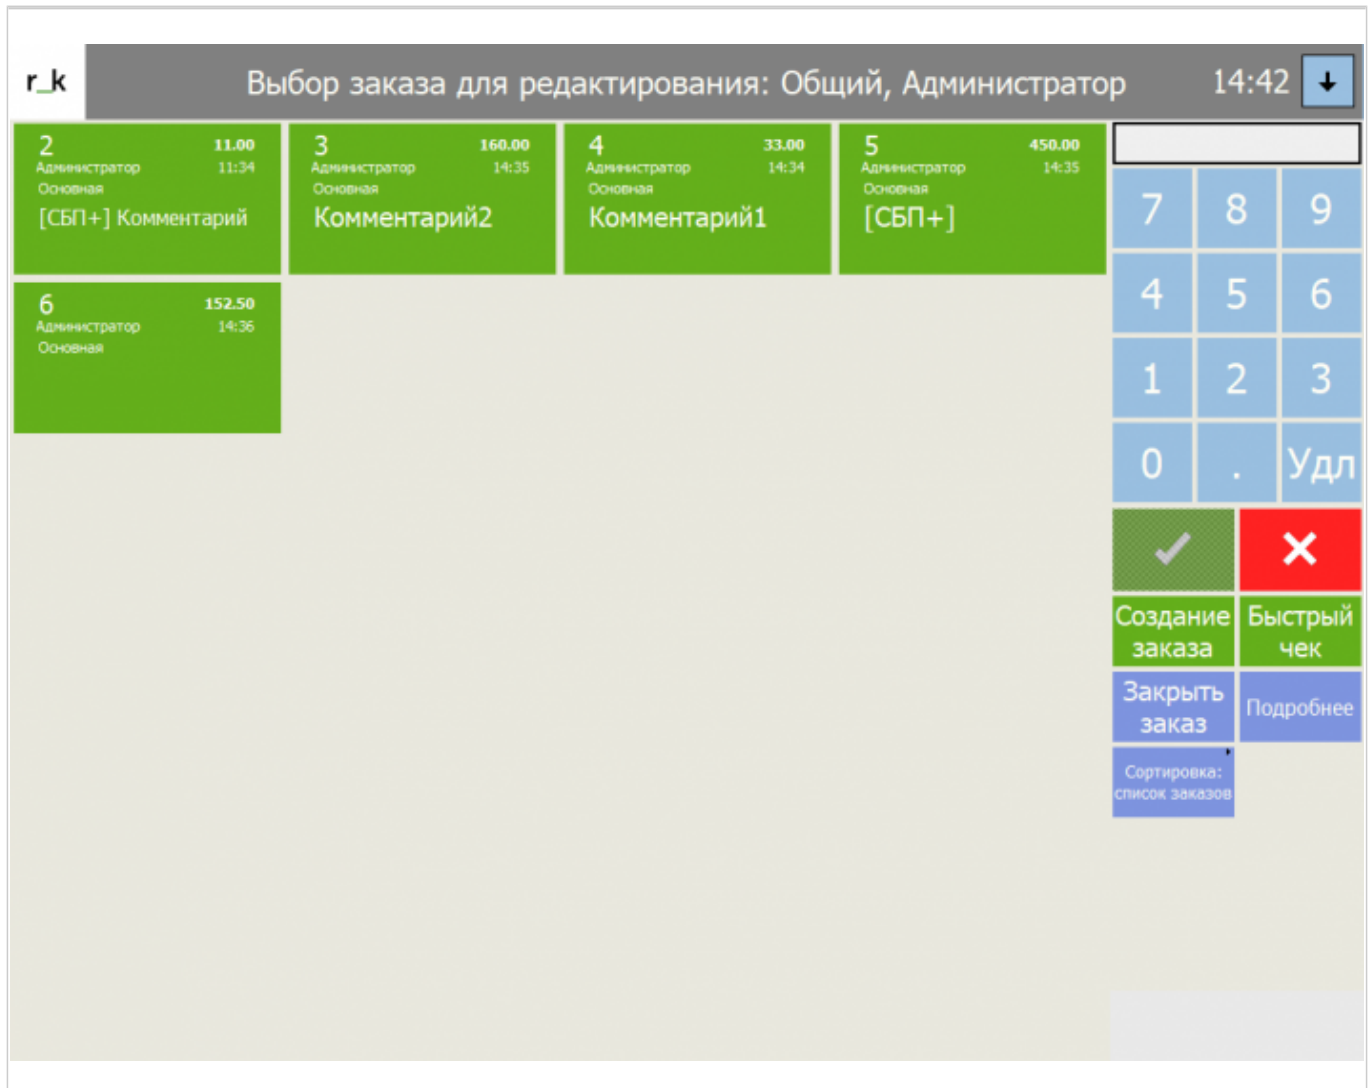 r_k
Выбор заказа для редактирования: Общий, Администратор
14:42
2 11.00
Администратор 11:34
Основная
[СБП+] Комментарий
3 160.00
Администратор 14:35
Основная
Комментарий2
4 33.00
Администратор 14:34
Основная
Комментарий1
5 450.00
Администратор 14:35
Основная
[СБП+]
6 152.50
Администратор 14:36
Основная
7 8 9
4 5 6
1 2 3
0 . Удл
Создание
заказа
Быстрый
чек
Закрыть
заказ
Подробнее
Сортировка:
список заказов